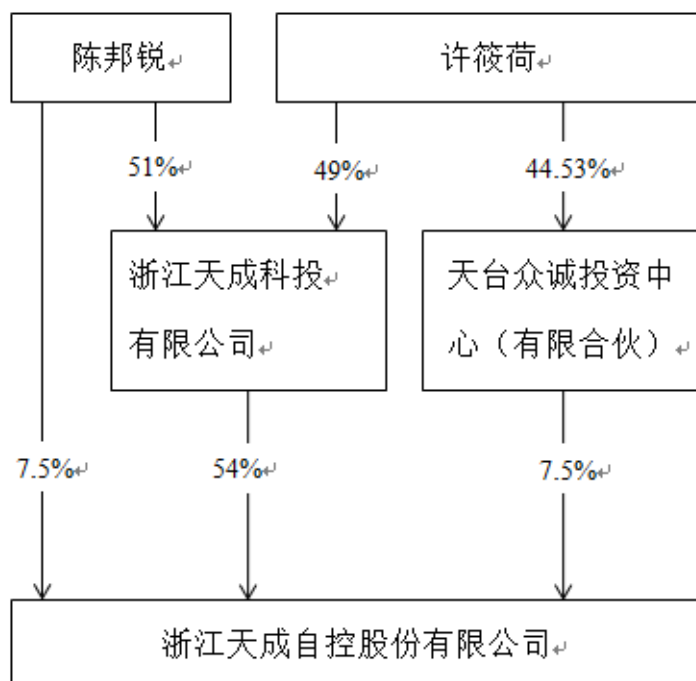 陈邦锐
许筱荷
51%
49%
44.53%
浙江天成科投
有限公司
天台众诚投资中
心（有限合伙）
7.5%
54%
7.5%
浙江天成自控股份有限公司